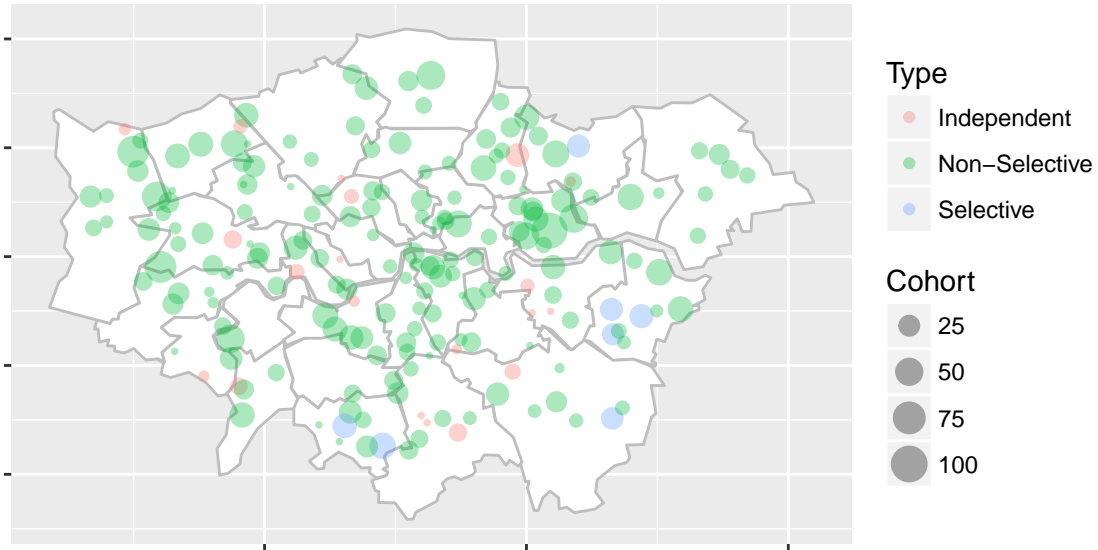 Type
Independent
Non−Selective
Selective
Cohort
25
50
75
100